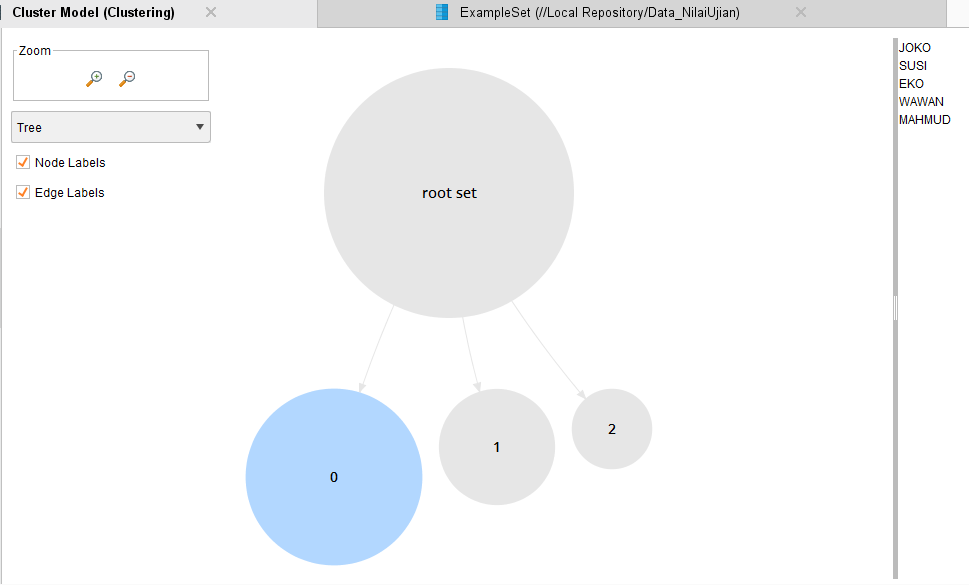 Cluster Model (Clustering)
ExampleSet (//Local Repository/Data_NilaiUjian)
Zoom
Tree
Node Labels
Edge Labels
root set
0
1
2
JOKO
SUSI
EKO
WAWAN
MAHMUD